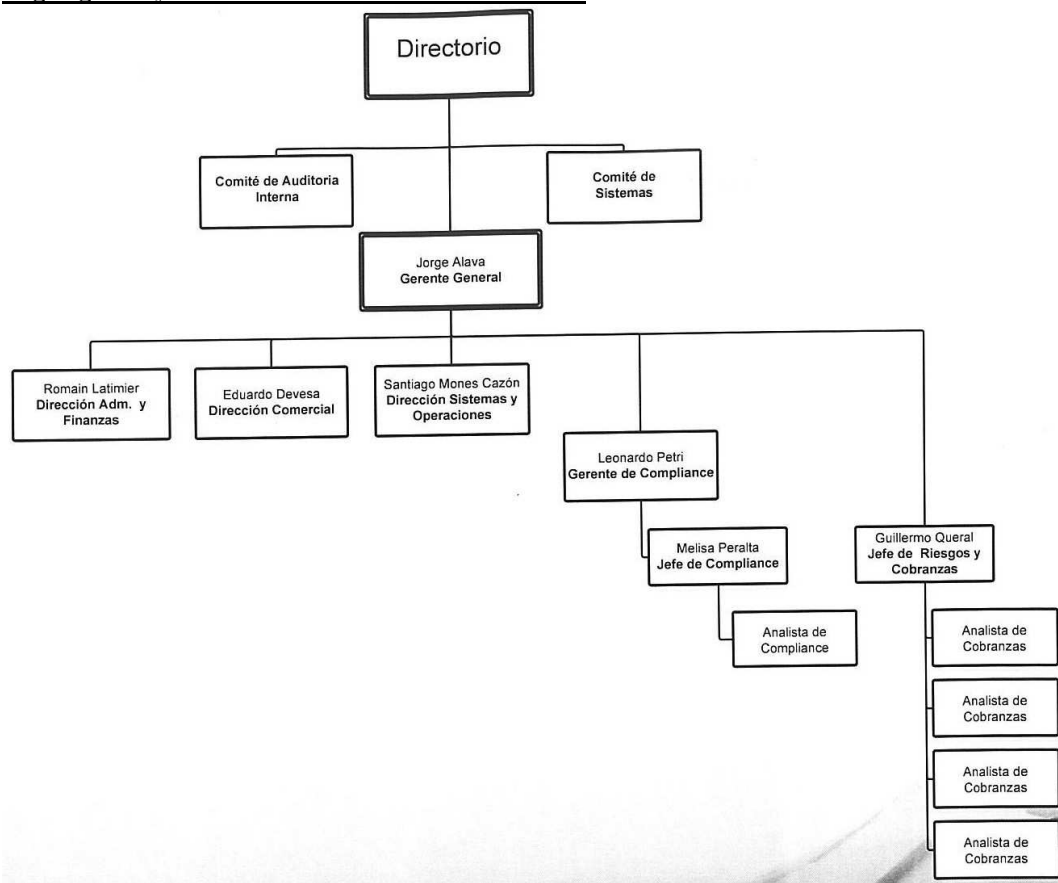 Directorio
Comité de Auditoria
Interna
Comité de
Sistemas
Jorge Alava
Gerente General
Romain Latimier
Dirección Adm. y
Finanzas
Eduardo Devesa
Dirección Comercial
Santiago Mones Cazón
Dirección Sistemas y
Operaciones
Leonardo Petri
Gerente de Compliance
Melisa Peralta
Jefe de Compliance
Analista de
Compliance
Guillermo Queral
Jefe de Riesgos y
Cobranzas
Analista de
Cobranzas
Analista de
Cobranzas
Analista de
Cobranzas
Analista de
Cobranzas